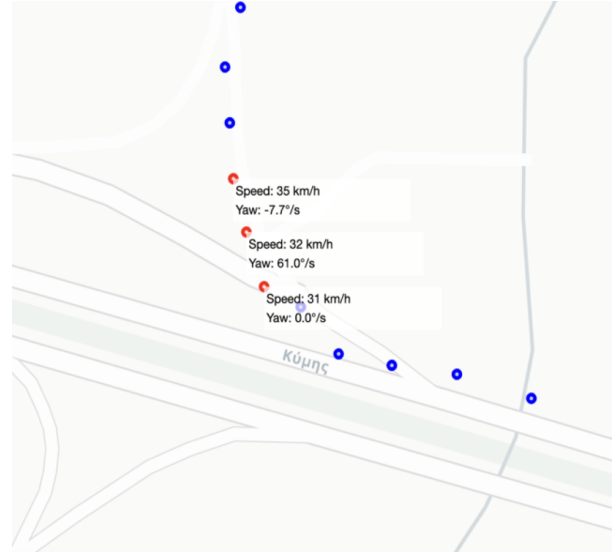 Speed: 35 km/h
Yaw: -7.7°/s
Speed: 32 km/h
Yaw: 61.0°/s
Speed: 31 km/h
Yaw: 0.0°/s
Κύμης